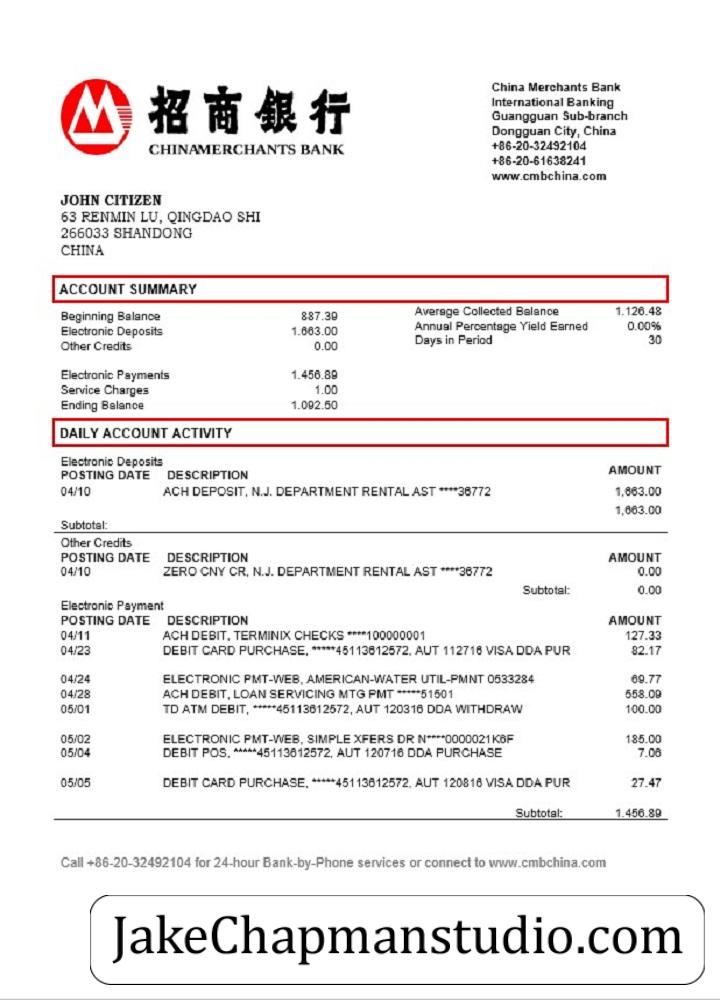 招商銀行
CHINAMERCHANTS BANK
China Merchants Bank
International Banking
Guangguan Sub-branch
Dongguan City, China
+86-20-32492104
+86-20-61638241
www.cmbchina.com
JOHN CITIZEN
63 RENMIN LU, QINGDAO SHI
266033 SHANDONG
CHINA
ACCOUNT SUMMARY
Beginning Balance 887.39
Electronic Deposits 1.663.00
Other Credits 0.00
Average Collected Balance 1.126.48
Annual Percentage Yield Earned 0.00%
Days in Period 30
Electronic Payments 1.456.89
Service Charges 1.00
Ending Balance 1.092.50
DAILY ACCOUNT ACTIVITY
Electronic Deposits
POSTING DATE DESCRIPTION AMOUNT
04/10 ACH DEPOSIT, N.J. DEPARTMENT RENTAL AST ****36772 1,663.00
1,663.00
Subtotal:
Other Credits
POSTING DATE DESCRIPTION AMOUNT
04/10 ZERO CNY CR, N.J. DEPARTMENT RENTAL AST ****36772 0.00
Subtotal: 0.00
Electronic Payment
POSTING DATE DESCRIPTION AMOUNT
04/11 ACH DEBIT, TERMINIX CHECKS ****100000001 127.33
04/23 DEBIT CARD PURCHASE, *****45113612572, AUT 112716 VISA DDA PUR 82.17
04/24 ELECTRONIC PMT-WEB, AMERICAN-WATER UTIL-PMNT 0533284 69.77
04/28 ACH DEBIT, LOAN SERVICING MTG PMT *****51501 558.09
05/01 TD ATM DEBIT, *****45113612572, AUT 120316 DDA WITHDRAW 100.00
05/02 ELECTRONIC PMT-WEB, SIMPLE XFERS DR N****0000021K6F 185.00
05/04 DEBIT POS, *****45113612572, AUT 120716 DDA PURCHASE 7.06
05/05 DEBIT CARD PURCHASE, *****45113612572, AUT 120816 VISA DDA PUR 27.47
Subtotal: 1.456.89
Call +86-20-32492104 for 24-hour Bank-by-Phone services or connect to www.cmbchina.com
JakeChapmanstudio.com